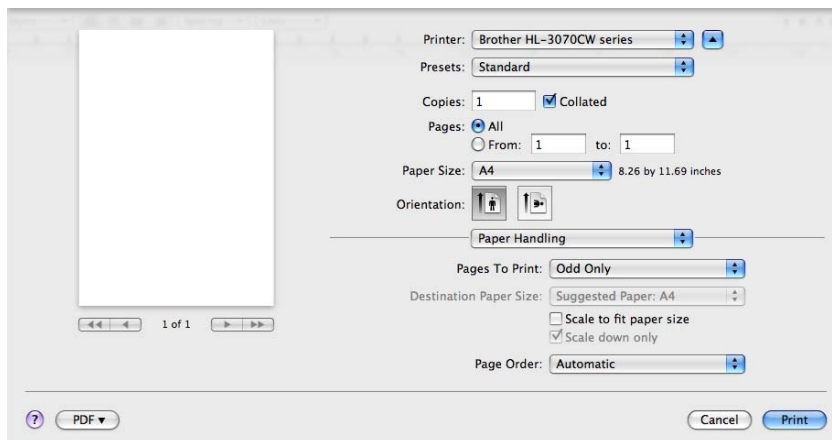 Printer: Brother HL-3070CW series
Presets: Standard
Copies: 1 Collated
Pages: All
From: 1 to: 1
Paper Size: A4 8.26 by 11.69 inches
Orientation:
Paper Handling
Pages To Print: Odd Only
Destination Paper Size: Suggested Paper: A4
Scale to fit paper size
Scale down only
Page Order: Automatic
1 of 1
? PDF ▾ Cancel Print